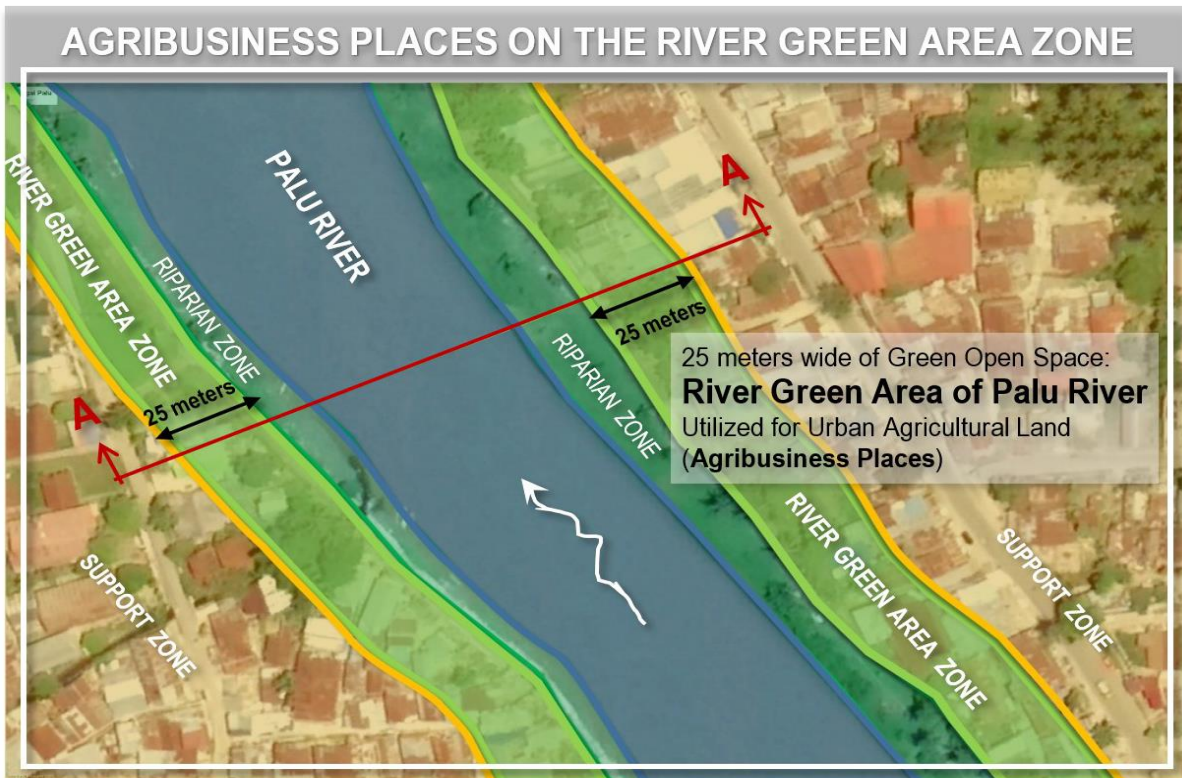 AGRIBUSINESS PLACES ON THE RIVER GREEN AREA ZONE
PALU RIVER
A
RIVER GREEN AREA ZONE
RIPARIAN ZONE
25 meters
25 meters wide of Green Open Space:
River Green Area of Palu River
Utilized for Urban Agricultural Land
(Agribusiness Places)
RIPARIAN ZONE
25 meters
A
RIVER GREEN AREA ZONE
SUPPORT ZONE
SUPPORT ZONE